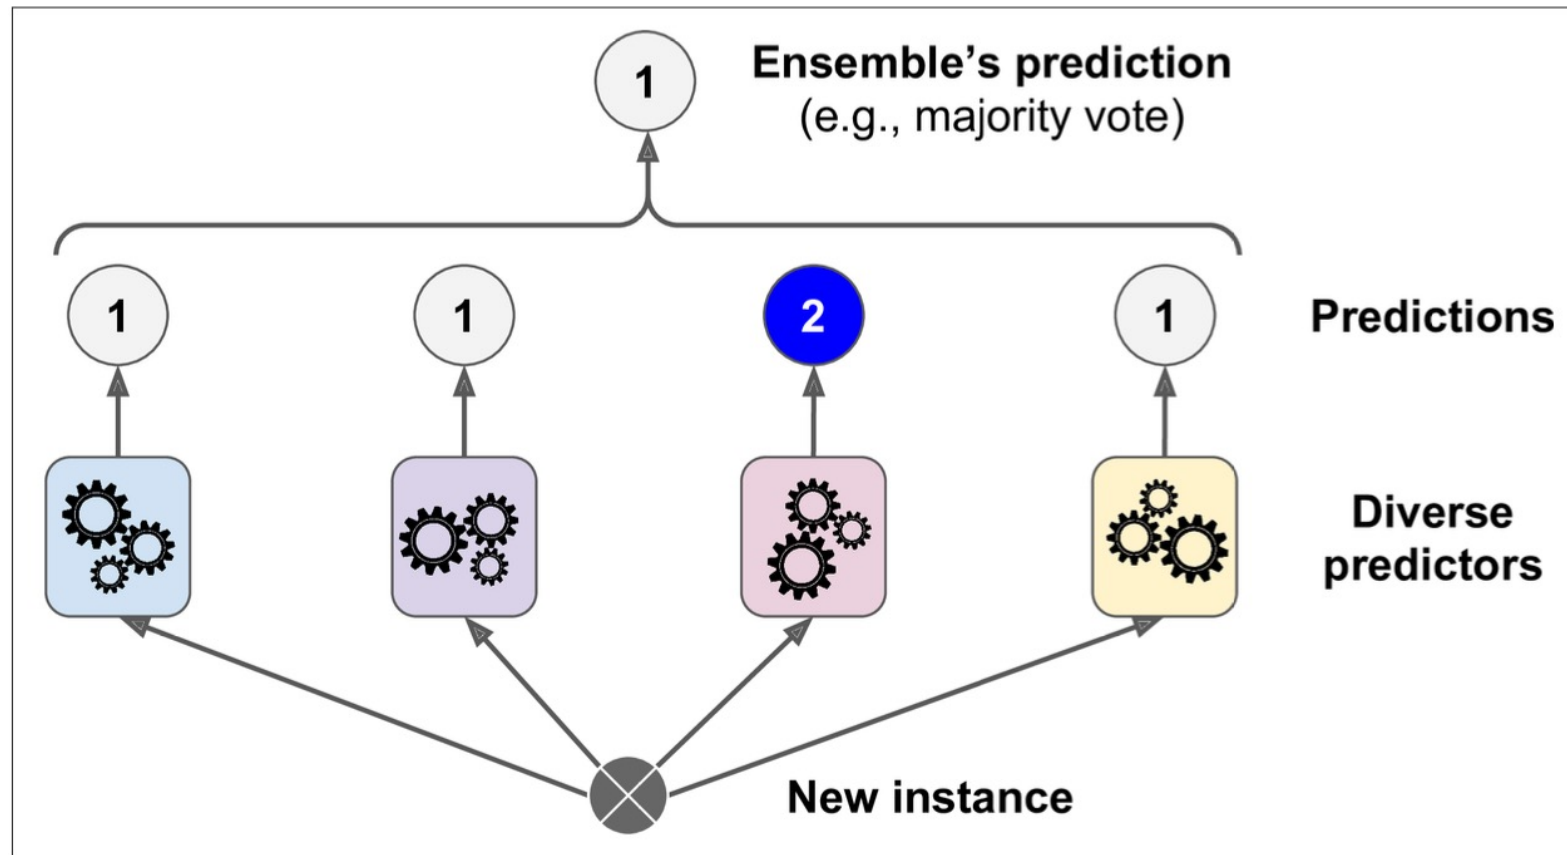 1
Ensemble’s prediction
(e.g., majority vote)
1
1
2
1
Predictions
Diverse
predictors
New instance